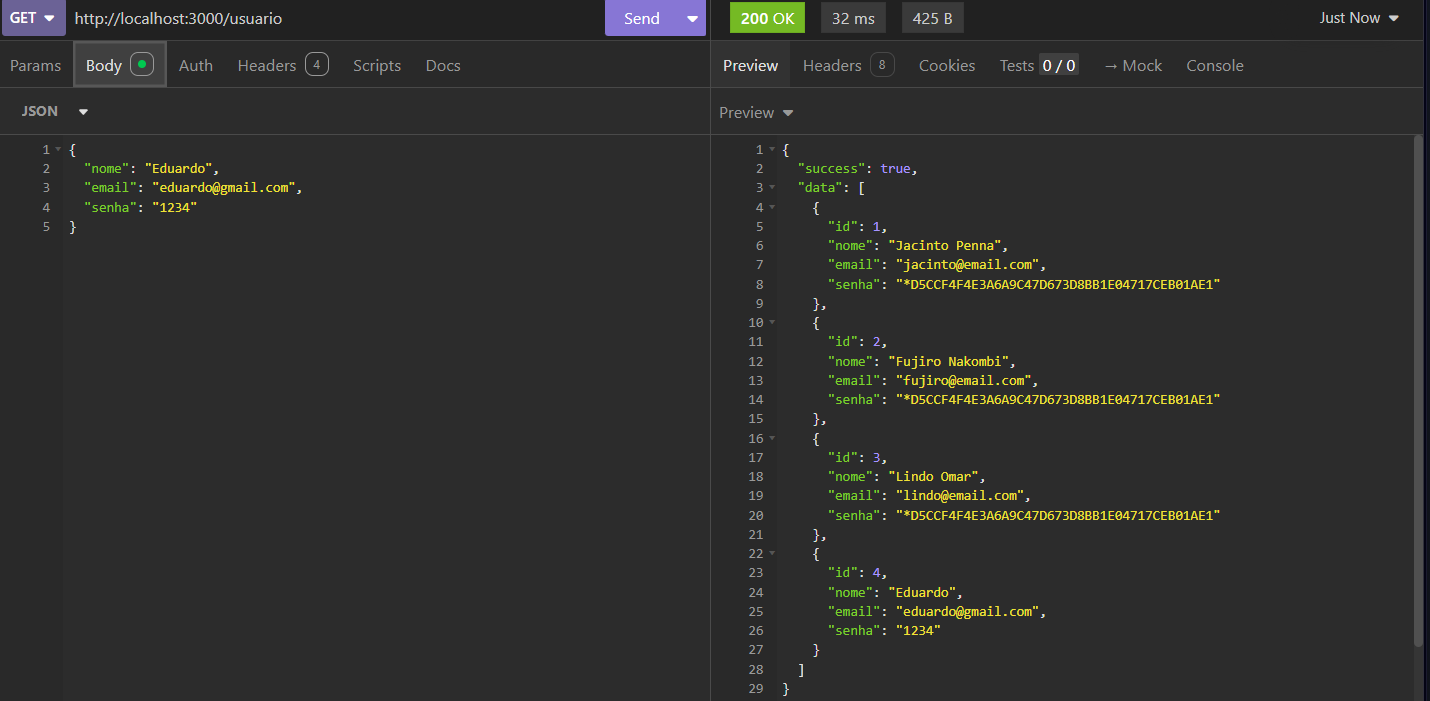 GET http://localhost:3000/usuario Send
Params Body Auth Headers 4 Scripts Docs
JSON
1 {
2 "nome": "Eduardo",
3 "email": "eduardo@gmail.com",
4 "senha": "1234"
5 }
200 OK 32 ms 425 B Just Now
Preview Headers 8 Cookies Tests 0 / 0 → Mock Console
Preview
1 {
2 "success": true,
3 "data": [
4 {
5 "id": 1,
6 "nome": "Jacinto Penna",
7 "email": "jacinto@email.com",
8 "senha": "*D5CCF4F4E3A6A9C47D673D8BB1E04717CEB01AE1"
9 },
10 {
11 "id": 2,
12 "nome": "Fujiro Nakombi",
13 "email": "fujiro@email.com",
14 "senha": "*D5CCF4F4E3A6A9C47D673D8BB1E04717CEB01AE1"
15 },
16 {
17 "id": 3,
18 "nome": "Lindo Omar",
19 "email": "lindo@email.com",
20 "senha": "*D5CCF4F4E3A6A9C47D673D8BB1E04717CEB01AE1"
21 },
22 {
23 "id": 4,
24 "nome": "Eduardo",
25 "email": "eduardo@gmail.com",
26 "senha": "1234"
27 }
28 ]
29 }